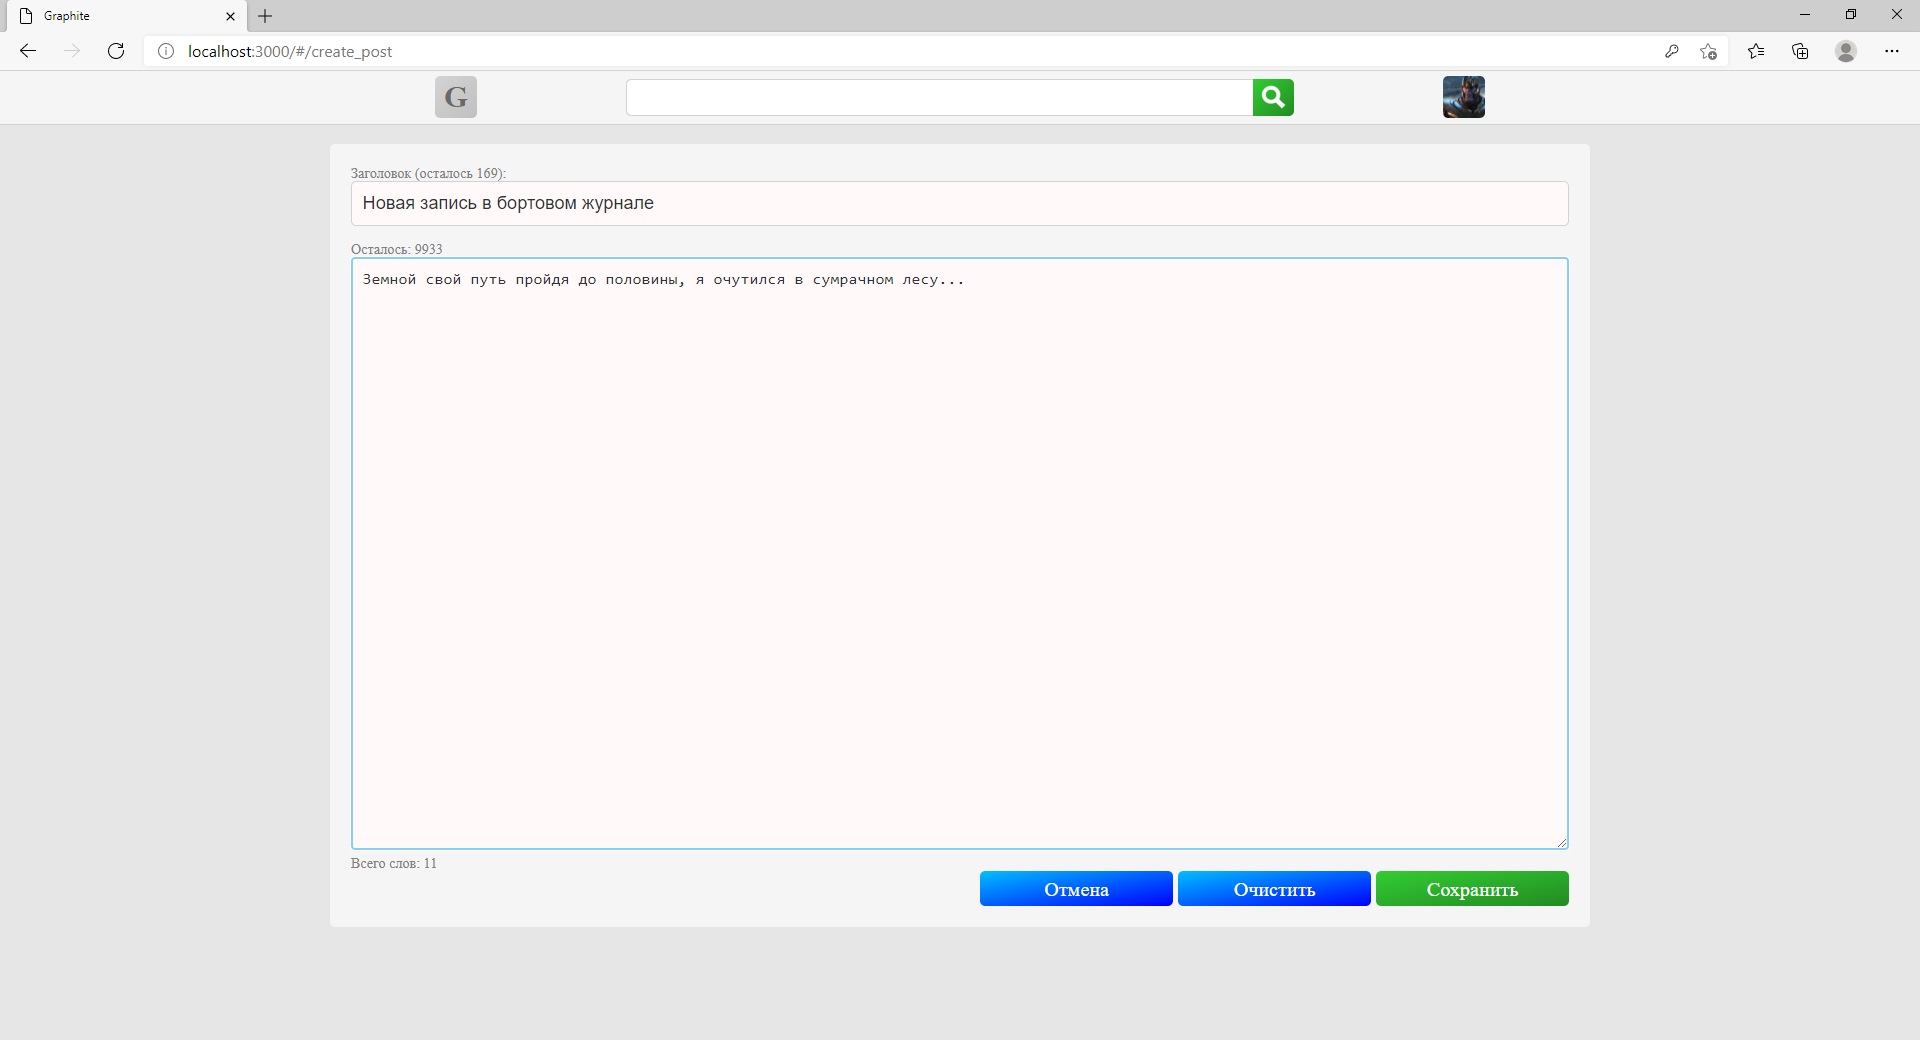 Graphite
localhost:3000/#/create_post
G
Заголовок (осталось 169):
Новая запись в бортовом журнале
Осталось: 9933
Земной свой путь пройдя до половины, я очутился в сумрачном лесу...
Всего слов: 11
Отмена Очистить Сохранить